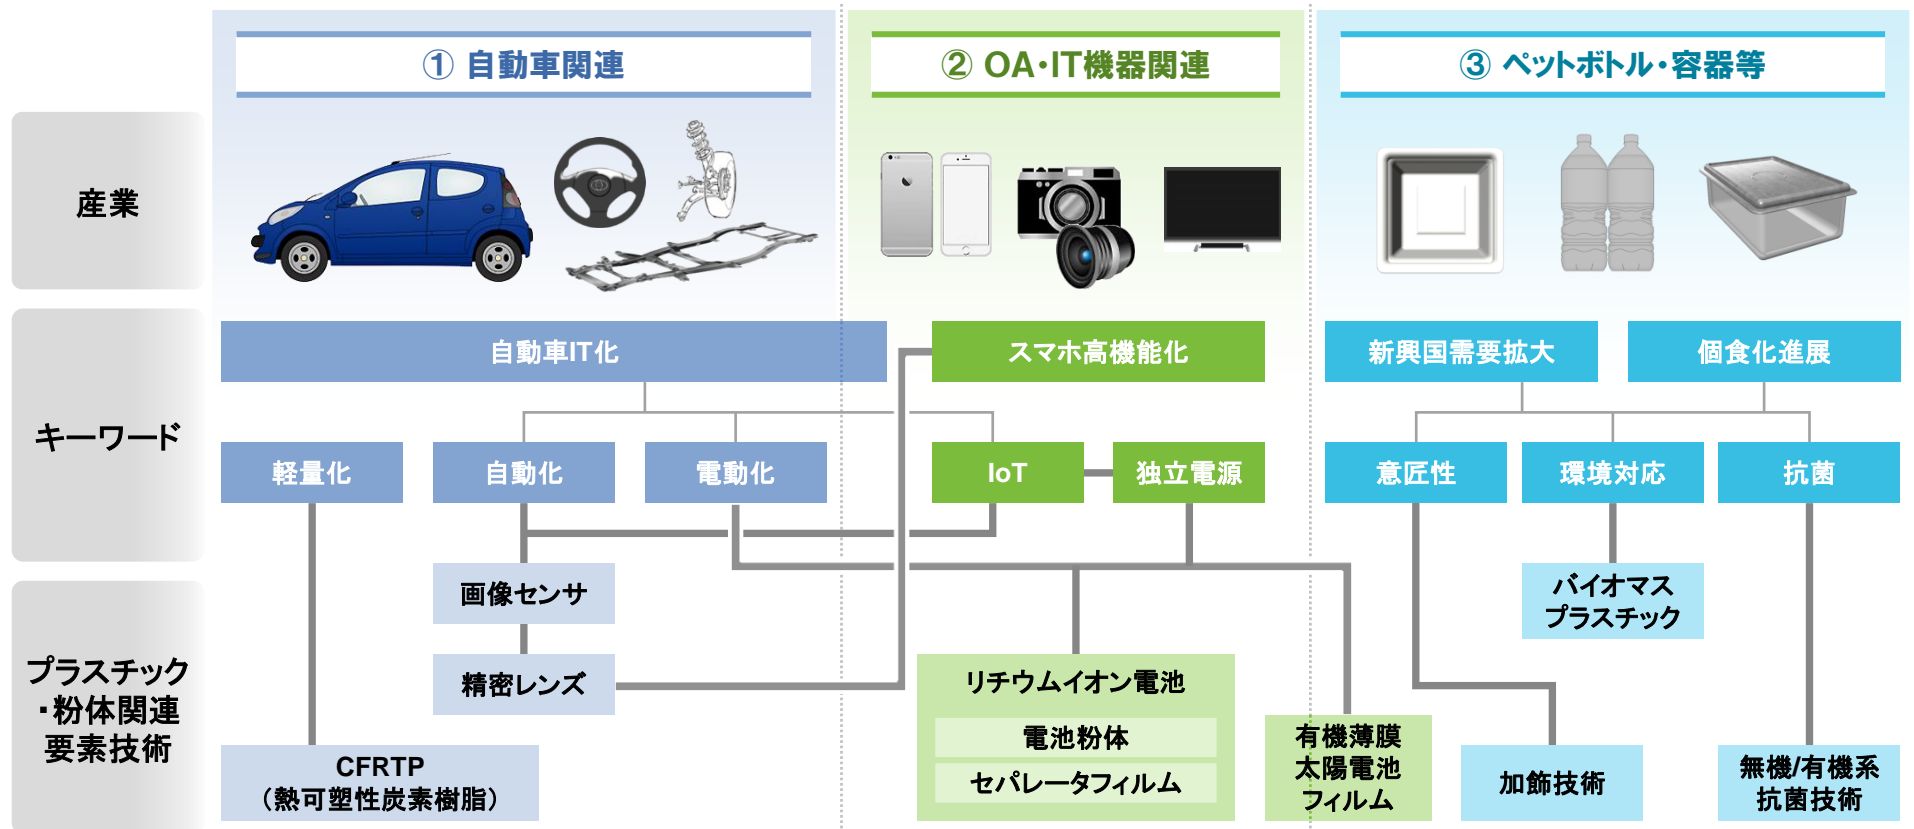 ① 自動車関連
② OA・IT機器関連
③ ペットボトル・容器等
産業
キーワード
自動車IT化
スマホ高機能化
新興国需要拡大
個食化進展
軽量化
自動化
電動化
IoT
独立電源
意匠性
環境対応
抗菌
プラスチック
・粉体関連
要素技術
画像センサ
精密レンズ
CFRTP
（熱可塑性炭素樹脂）
リチウムイオン電池
電池粉体
セパレータフィルム
有機薄膜
太陽電池
フィルム
バイオマス
プラスチック
加飾技術
無機/有機系
抗菌技術